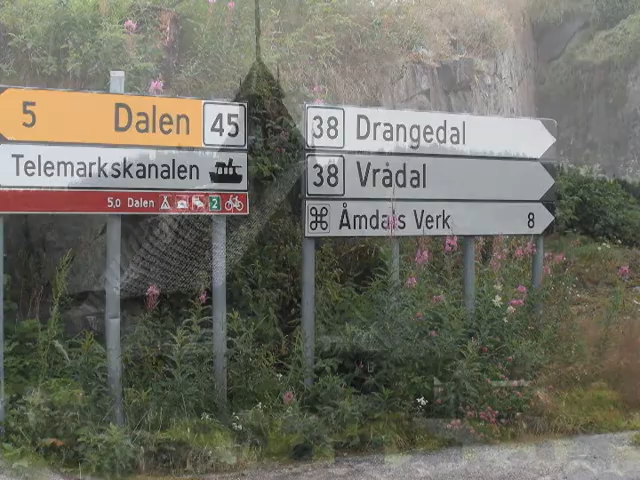 5 Dalen 45
Telemarkskanalen
5,0 Dalen 2
38 Drangedal
38 Vrådal
⌘ Åmdals Verk 8